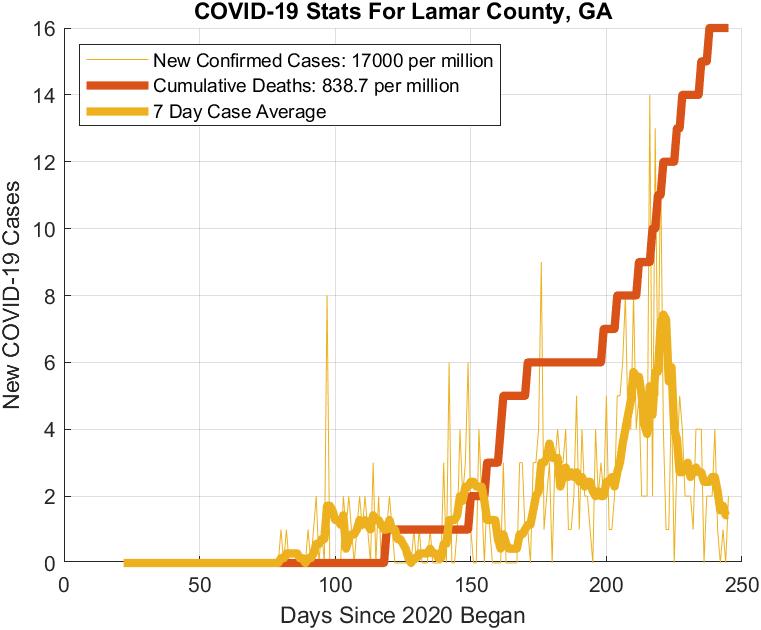 COVID-19 Stats For Lamar County, GA
New Confirmed Cases: 17000 per million
Cumulative Deaths: 838.7 per million
7 Day Case Average
New COVID-19 Cases
16
14
12
10
8
6
4
2
0
0 50 100 150 200 250
Days Since 2020 Began